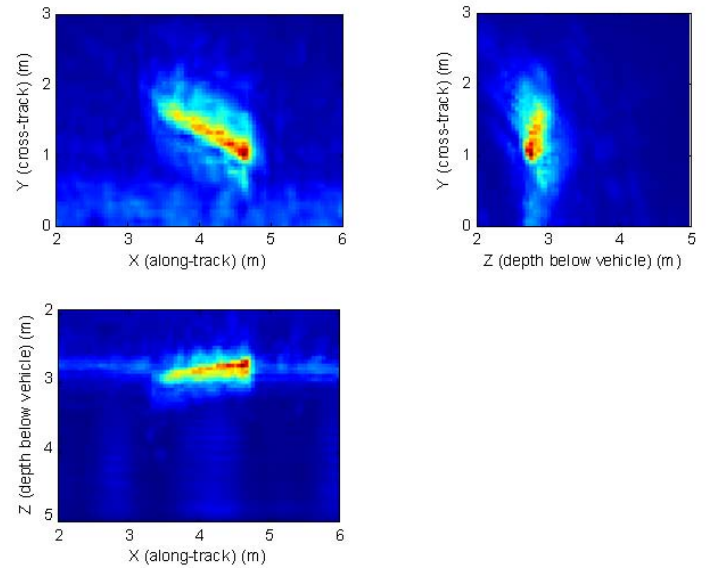 3
2
1
0
Y (cross-track) (m)
2 3 4 5 6
X (along-track) (m)
3
2
1
0
Y (cross-track) (m)
2 3 4 5
Z (depth below vehicle) (m)
2
3
4
5
Z (depth below vehicle) (m)
2 3 4 5 6
X (along-track) (m)